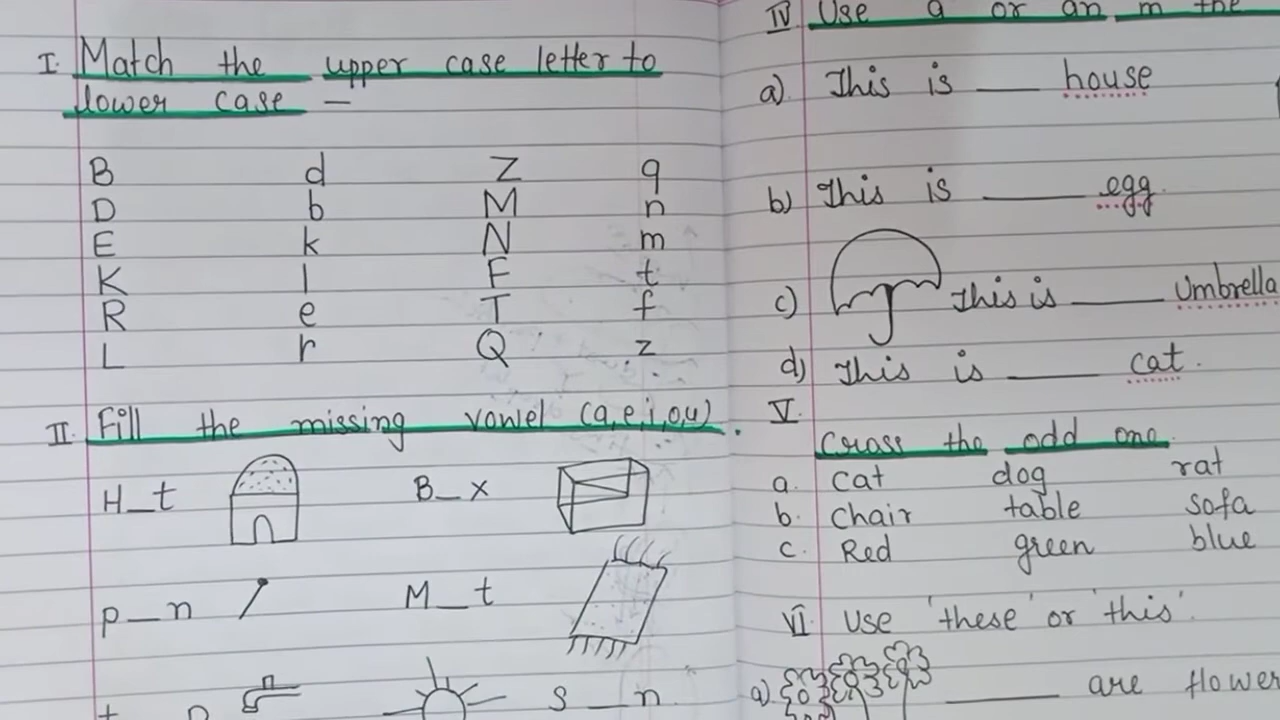 I. Match the upper case letter to
lower case —
B d Z q
D b M n
E k N m
K l F t
R e T f
L r Q z
II. Fill the missing vowel (a,e,i,o,u).
H_t B_x
p_n M_t
t p s_n
IV Use a or an in the
a) This is ___ house
b) This is ___ egg.
c) This is ___ Umbrella
d) This is ___ cat.
V.
Cross the odd one.
a. cat dog rat
b. chair table sofa
c. Red green blue
VI. Use 'these' or 'this'.
a) ___ are flower